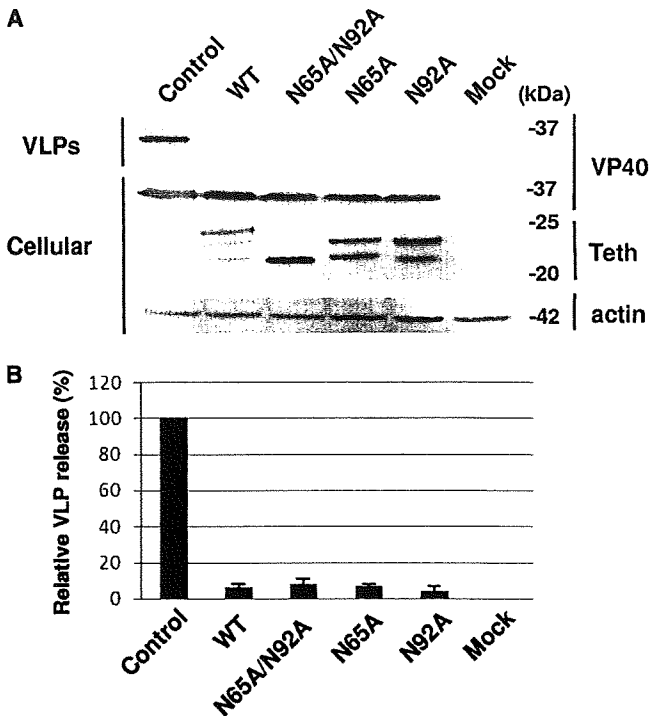 A
Control
WT
N65A/N92A
N65A
N92A
Mock
(kDa)
VLPs
-37
VP40
-37
Cellular
-25
Teth
-20
-42
actin
B
Relative VLP release (%)
120
100
80
60
40
20
0
Control
WT
N65A/N92A
N65A
N92A
Mock